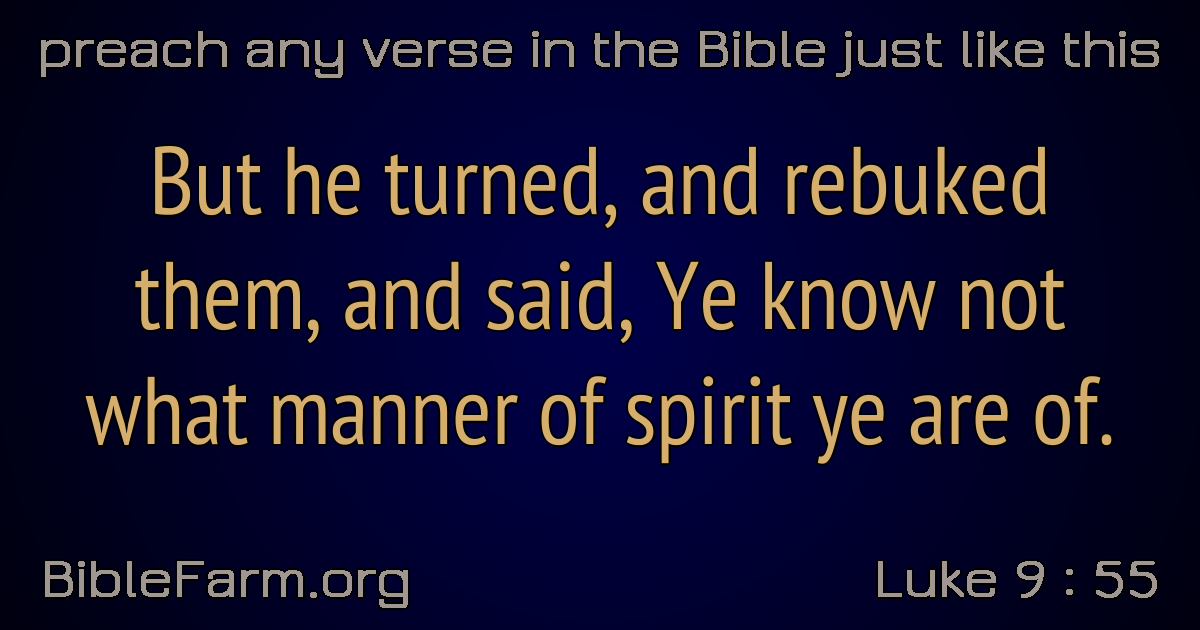 preach any verse in the Bible just like this
But he turned, and rebuked
them, and said, Ye know not
what manner of spirit ye are of.
BibleFarm.org
Luke 9 : 55